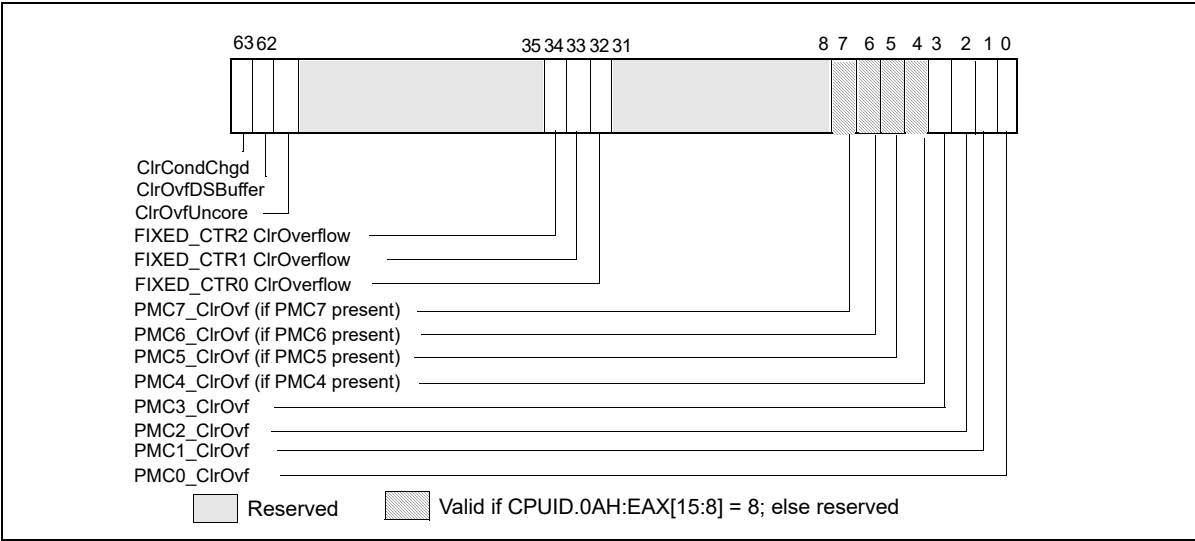 63 62 35 34 33 32 31 8 7 6 5 4 3 2 1 0
ClrCondChgd
ClrOvfDSBuffer
ClrOvfUncore
FIXED_CTR2 ClrOverflow
FIXED_CTR1 ClrOverflow
FIXED_CTR0 ClrOverflow
PMC7_ClrOvf (if PMC7 present)
PMC6_ClrOvf (if PMC6 present)
PMC5_ClrOvf (if PMC5 present)
PMC4_ClrOvf (if PMC4 present)
PMC3_ClrOvf
PMC2_ClrOvf
PMC1_ClrOvf
PMC0_ClrOvf
Reserved Valid if CPUID.0AH:EAX[15:8] = 8; else reserved